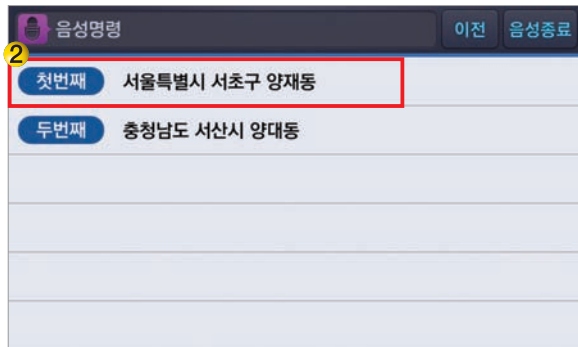 음성명령 이전 음성종료
②
첫번째 서울특별시 서초구 양재동
두번째 충청남도 서산시 양대동